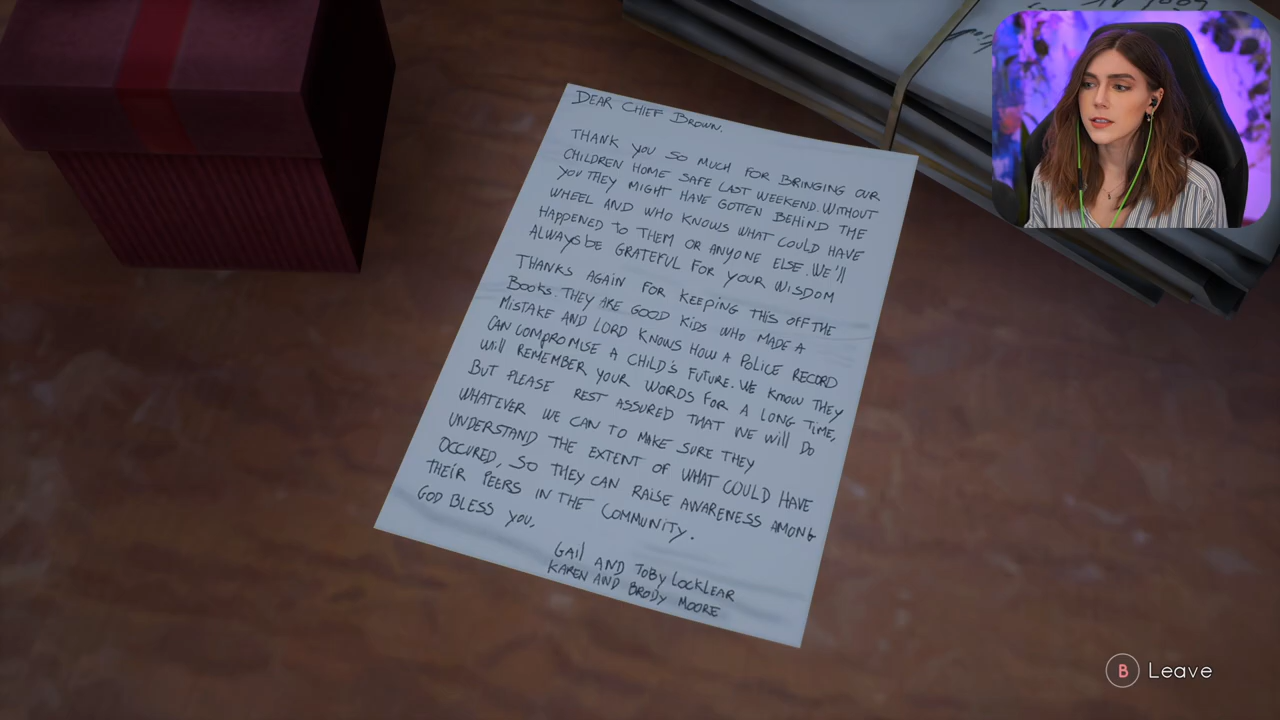 DEAR CHIEF BROWN.
THANK YOU SO MUCH FOR BRINGING OUR
CHILDREN HOME SAFE LAST WEEKEND. WITHOUT
YOU THEY MIGHT HAVE GOTTEN BEHIND THE
WHEEL AND WHO KNOWS WHAT COULD HAVE
HAPPENED TO THEM OR ANYONE ELSE. WE'll
ALWAYS BE GRATEFUL FOR YOUR WISDOM
THANKS AGAIN FOR KEEPING THIS OFF THE
BOOKS. THEY ARE GOOD KIDS WHO MADE A
MISTAKE AND LORD KNOWS HOW A POLICE RECORD
CAN COMPROMISE A CHILD'S FUTURE. WE KNOW THEY
Will REMEMBER YOUR WORDS FOR A LONG TIME,
BUT PLEASE REST ASSURED THAT WE Will DO
WHATEVER WE CAN TO MAKE SURE THEY
UNDERSTAND THE EXTENT OF WHAT COULD HAVE
OCCURED, SO THEY CAN RAISE AWARENESS AMONG
THEIR PEERS IN THE COMMUNITY.
GOD BLESS YOU,
GAIL AND TOBY LOCKLEAR
KAREN AND BRODY MOORE
B Leave